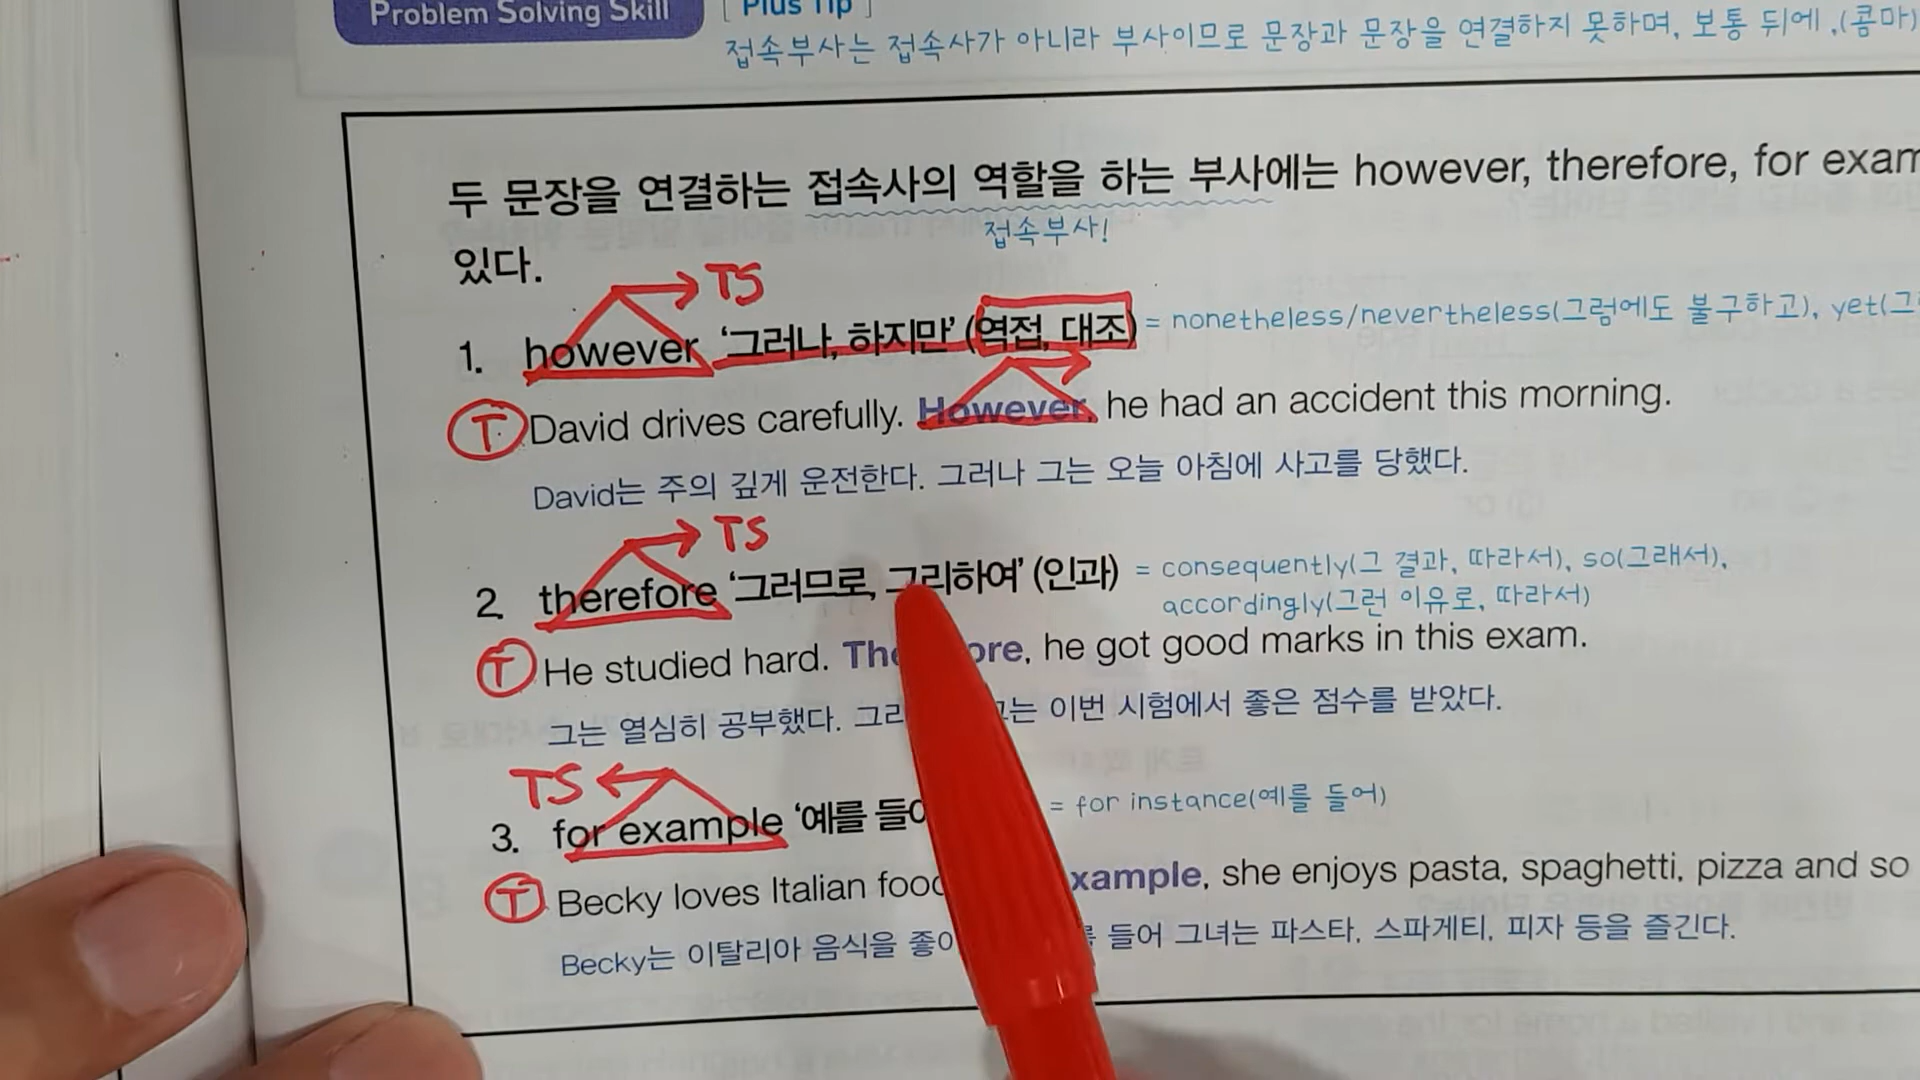 Problem Solving Skill
[ Plus Tip ]
접속부사는 접속사가 아니라 부사이므로 문장과 문장을 연결하지 못하며, 보통 뒤에 ,(콤마)
두 문장을 연결하는 접속사의 역할을 하는 부사에는 however, therefore, for exam
접속부사!
있다.
TS
1. however '그러나, 하지만' (역접, 대조) = nonetheless/nevertheless(그럼에도 불구하고), yet(그
T David drives carefully. However, he had an accident this morning.
David는 주의 깊게 운전한다. 그러나 그는 오늘 아침에 사고를 당했다.
TS
2. therefore '그러므로, 그리하여' (인과) = consequently(그 결과, 따라서), so(그래서),
accordingly(그런 이유로, 따라서)
T He studied hard. The ore, he got good marks in this exam.
그는 열심히 공부했다. 그리 는 이번 시험에서 좋은 점수를 받았다.
TS
3. for example '예를 들어 = for instance(예를 들어)
T Becky loves Italian food xample, she enjoys pasta, spaghetti, pizza and so
Becky는 이탈리아 음식을 좋아 들어 그녀는 파스타, 스파게티, 피자 등을 즐긴다.